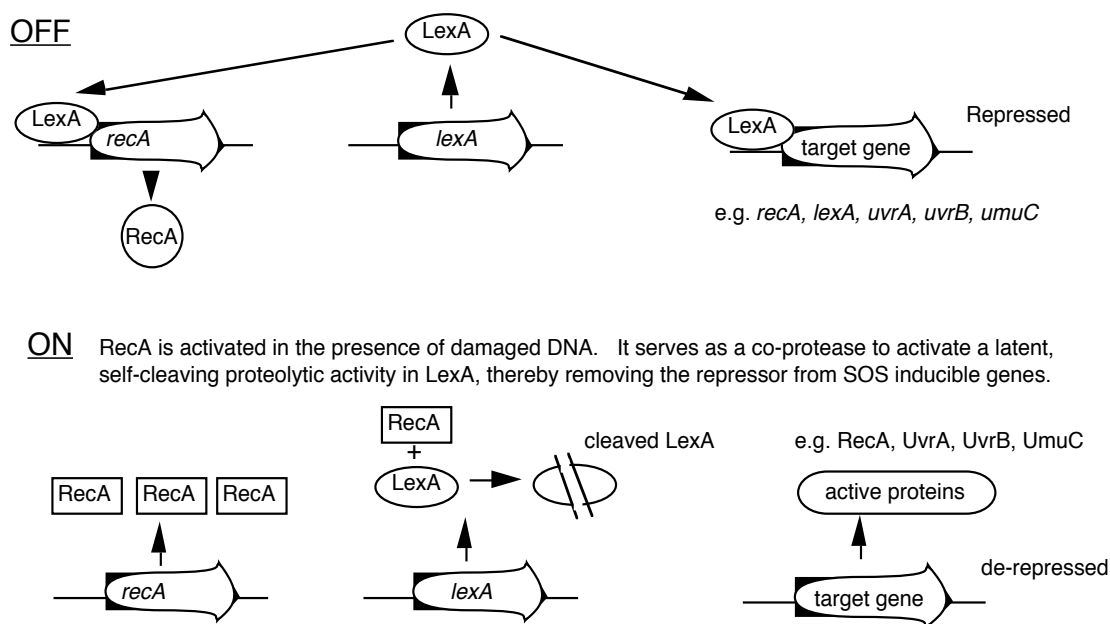 OFF
LexA
LexA
recA
lexA
LexA
target gene
Repressed
RecA
e.g. recA, lexA, uvrA, uvrB, umuC
ON RecA is activated in the presence of damaged DNA. It serves as a co-protease to activate a latent,
self-cleaving proteolytic activity in LexA, thereby removing the repressor from SOS inducible genes.
RecA
+
LexA
cleaved LexA
e.g. RecA, UvrA, UvrB, UmuC
RecA RecA RecA
active proteins
recA
lexA
target gene
de-repressed